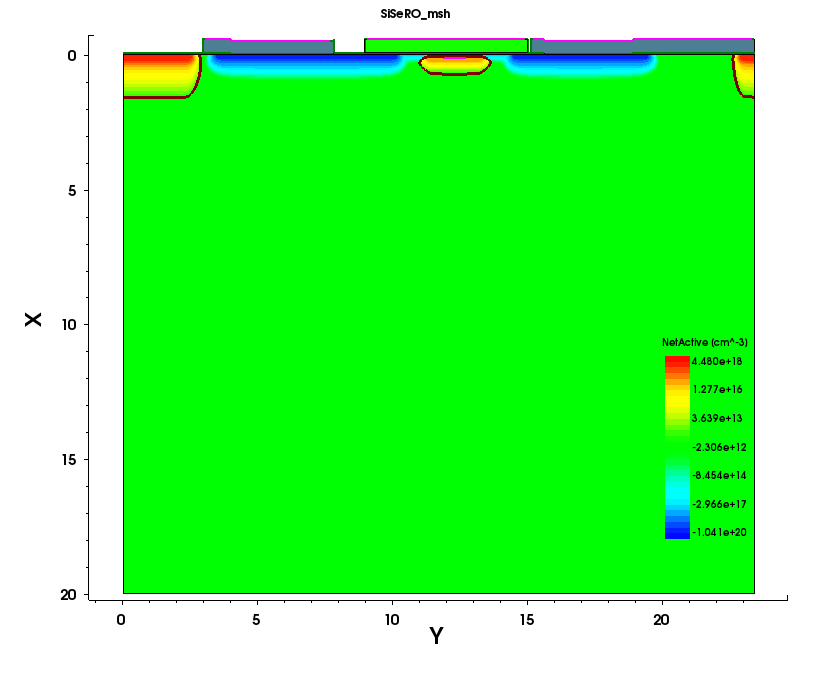 SiSeRO_msh
0
5
10
15
20
X
NetActive (cm^-3)
4.480e+18
1.277e+16
3.639e+13
-2.306e+12
-8.454e+14
-2.966e+17
-1.041e+20
0 5 10 15 20
Y